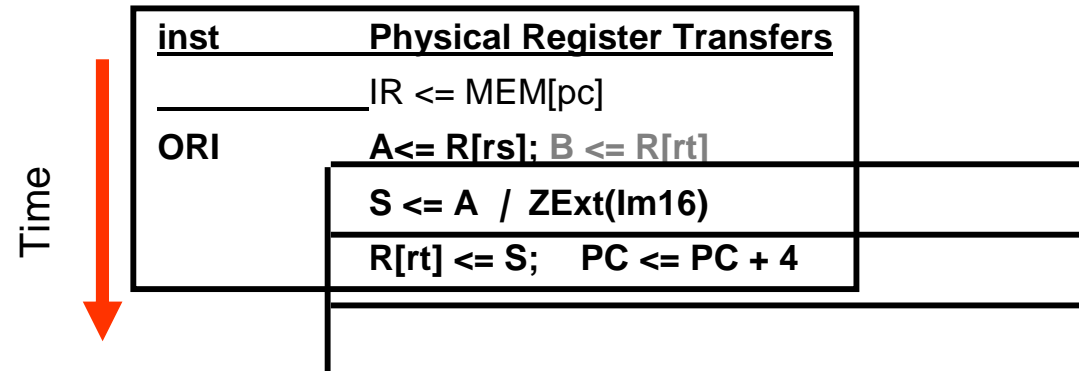 inst Physical Register Transfers
IR <= MEM[pc]
ORI A<= R[rs]; B <= R[rt]
S <= A / ZExt(Im16)
R[rt] <= S; PC <= PC + 4
Time